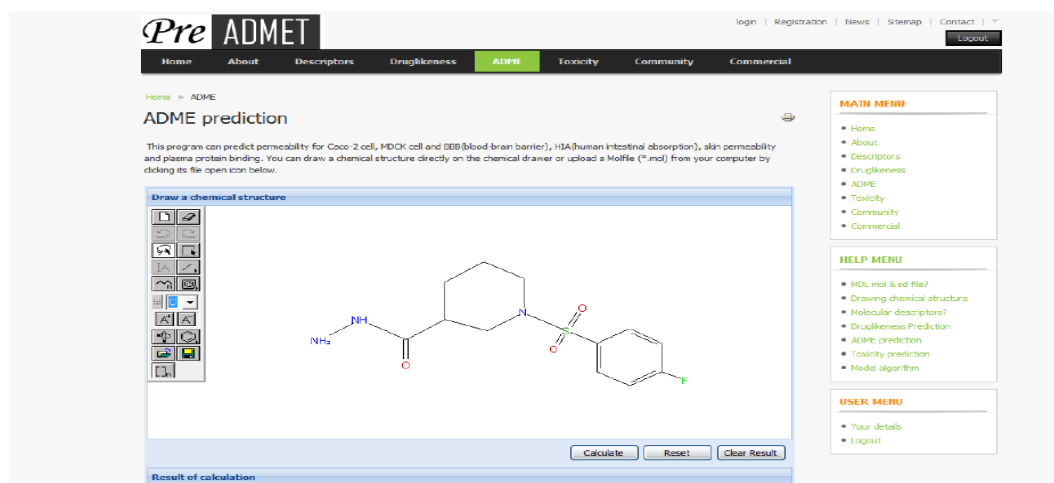 Pre ADMET
login | Registration | News | Sitemap | Contact |
Logout
Home About Descriptors Druglikeness ADME Toxicity Community Commercial
Home » ADME
ADME prediction
This program can predict permeability for Caco-2 cell, MDCK cell and BBB(blood-brain barrier), HIA(human intestinal absorption), skin permeability
and plasma protein binding. You can draw a chemical structure directly on the chemical drawer or upload a Molfile (*.mol) from your computer by
clicking its file open icon below.
Draw a chemical structure
C
NH₂
NH
O
N
O
S
O
F
Calculate Reset Clear Result
Result of calculation
MAIN MENU
Home
About
Descriptors
Druglikeness
ADME
Toxicity
Community
Commercial
HELP MENU
MDL mol & sd file?
Drawing chemical structure
Molecular descriptors?
Druglikeness Prediction
ADME prediction
Toxicity prediction
Model algorithm
USER MENU
Your details
Logout